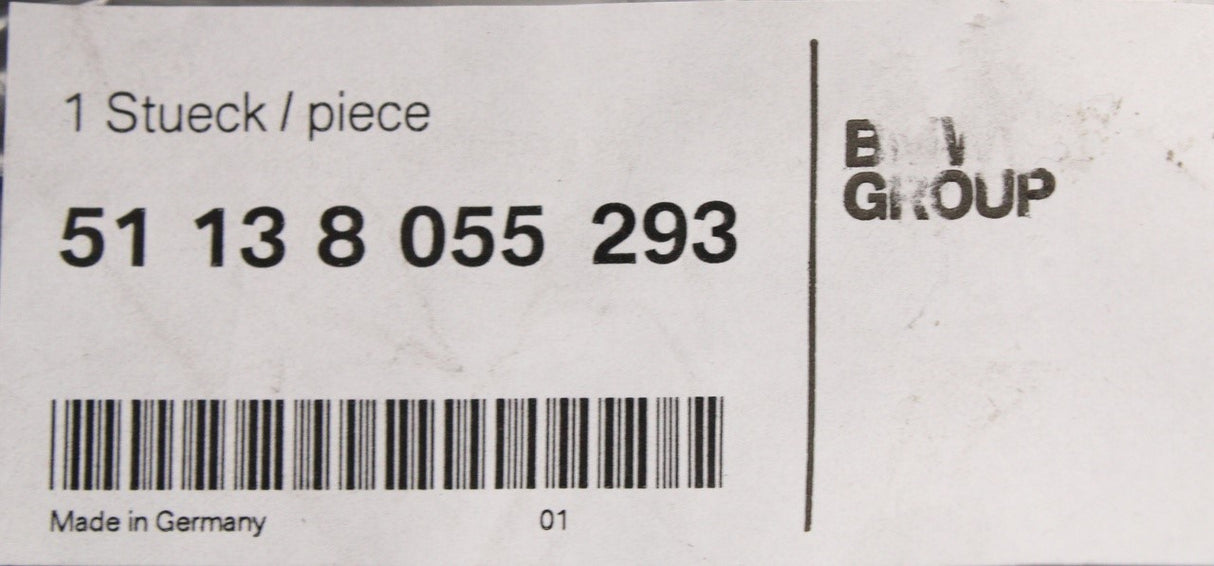 1 Stueck / piece
51 13 8 055 293
Made in Germany 01
GROUP